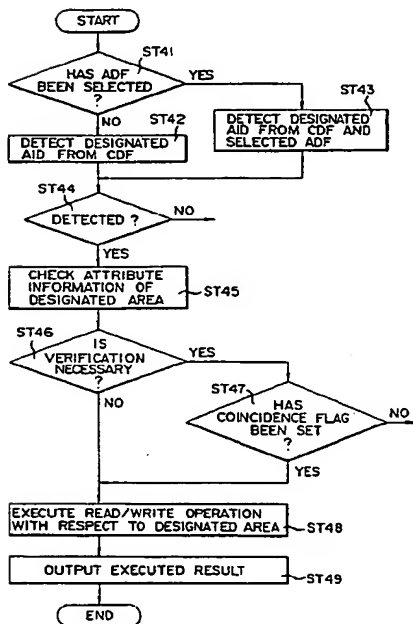 START
ST41
HAS ADF
BEEN SELECTED
?
YES
NO
ST42
DETECT DESIGNATED
AID FROM CDF
ST43
DETECT DESIGNATED
AID FROM CDF AND
SELECTED ADF
ST44
DETECTED ?
NO
YES
CHECK ATTRIBUTE
INFORMATION OF
DESIGNATED AREA
ST45
ST46
IS
VERIFICATION
NECESSARY
?
YES
NO
ST47
HAS
COINCIDENCE FLAG
BEEN SET
?
NO
YES
EXECUTE READ/WRITE OPERATION
WITH RESPECT TO DESIGNATED AREA
ST48
OUTPUT EXECUTED RESULT
ST49
END